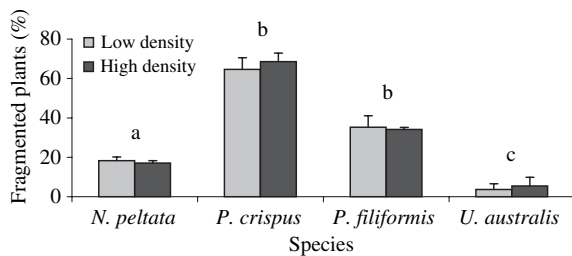 Fragmented plants (%)
80
60
40
20
0
Low density
High density
a
b
b
c
N. peltata
P. crispus
P. filiformis
U. australis
Species